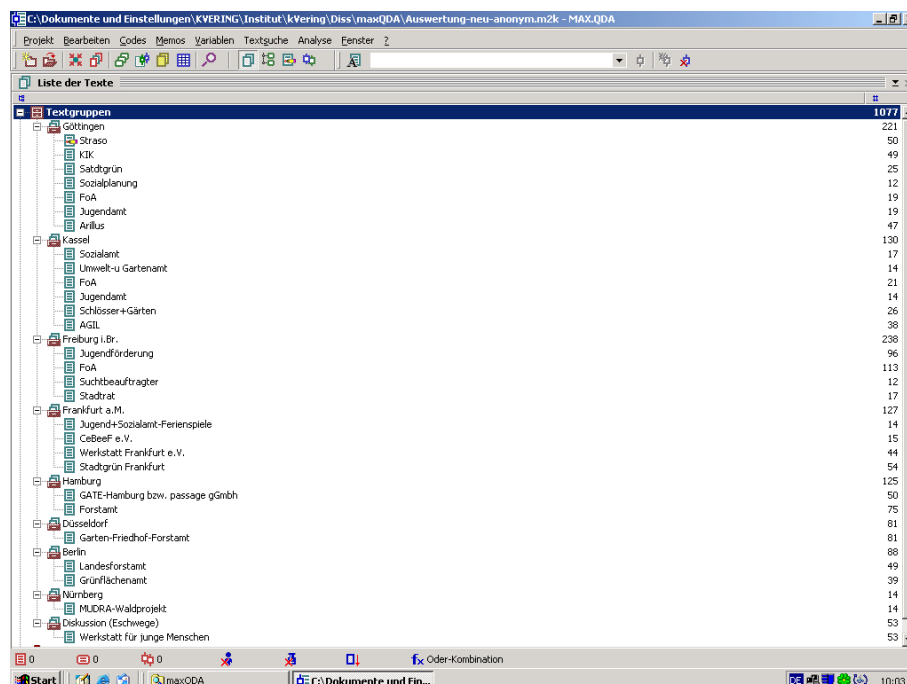 C:\Dokumente und Einstellungen\KVERING\Institut\kVering\Diss\maxQDA\Auswertung-neu-anonym.m2k - MAX.QDA
Projekt Bearbeiten Codes Memos Variablen Textsuche Analyse Fenster ?
Liste der Texte
#
Textgruppen 1077
Göttingen 221
Straso 50
KIK 49
Satdtgrün 25
Sozialplanung 12
FoA 19
Jugendamt 19
Arillus 47
Kassel 130
Sozialamt 17
Umwelt-u Gartenamt 14
FoA 21
Jugendamt 14
Schlösser+Gärten 26
AGIL 38
Freiburg i.Br. 238
Jugendförderung 96
FoA 113
Suchtbeauftragter 12
Stadtrat 17
Frankfurt a.M. 127
Jugend+Sozialamt-Ferienspiele 14
CeBeeF e.V. 15
Werkstatt Frankfurt e.V. 44
Stadtgrün Frankfurt 54
Hamburg 125
GATE-Hamburg bzw. passage gGmbh 50
Forstamt 75
Düsseldorf 81
Garten-Friedhof-Forstamt 81
Berlin 88
Landesforstamt 49
Grünflächenamt 39
Nürnberg 14
MUDRA-Waldprojekt 14
Diskussion (Eschwege) 53
Werkstatt für junge Menschen 53
0 0 0 fx Oder-Kombination
Start maxQDA C:\Dokumente und Ein... DE 10:03